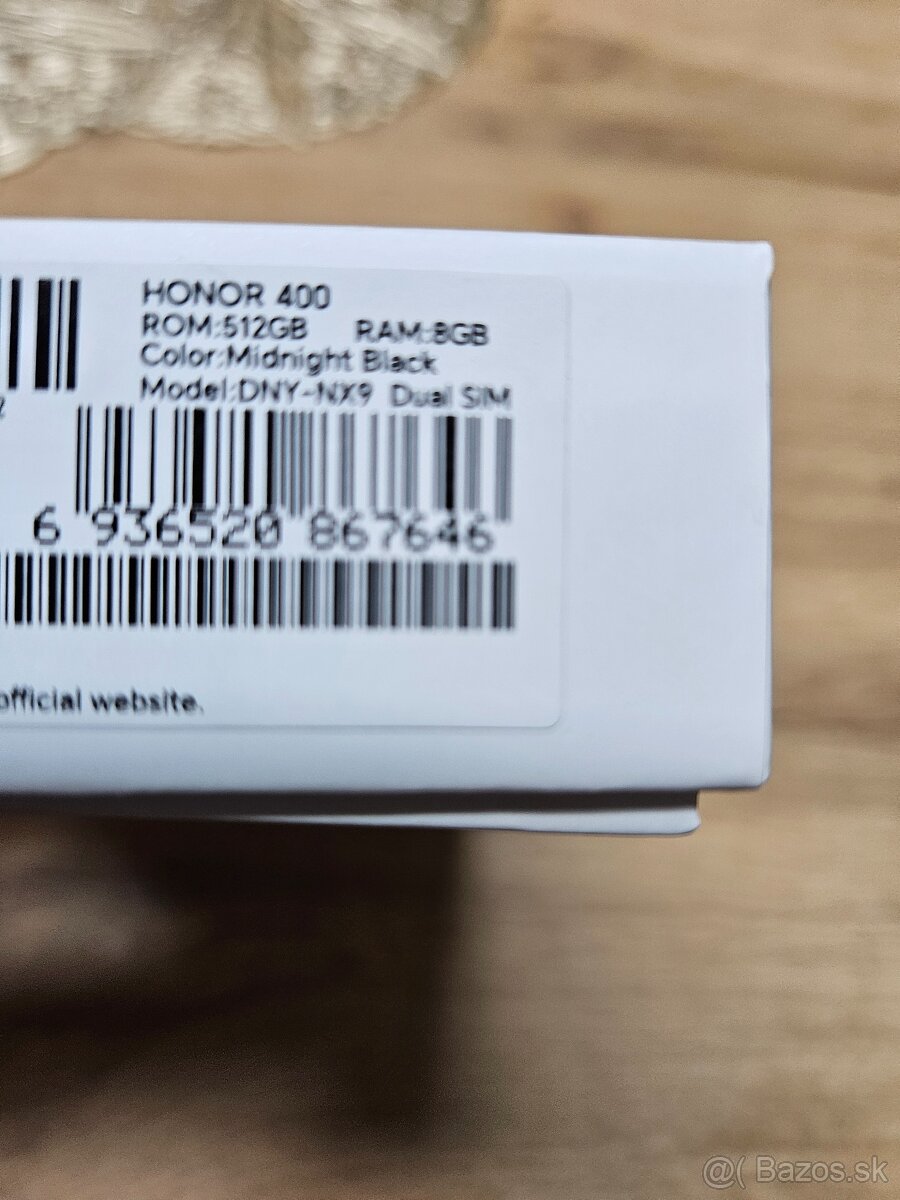 HONOR 400
ROM:512GB RAM:8GB
Color:Midnight Black
Model:DNY-NX9 Dual SIM
6 936520 867646
official website.
@( Bazos.sk